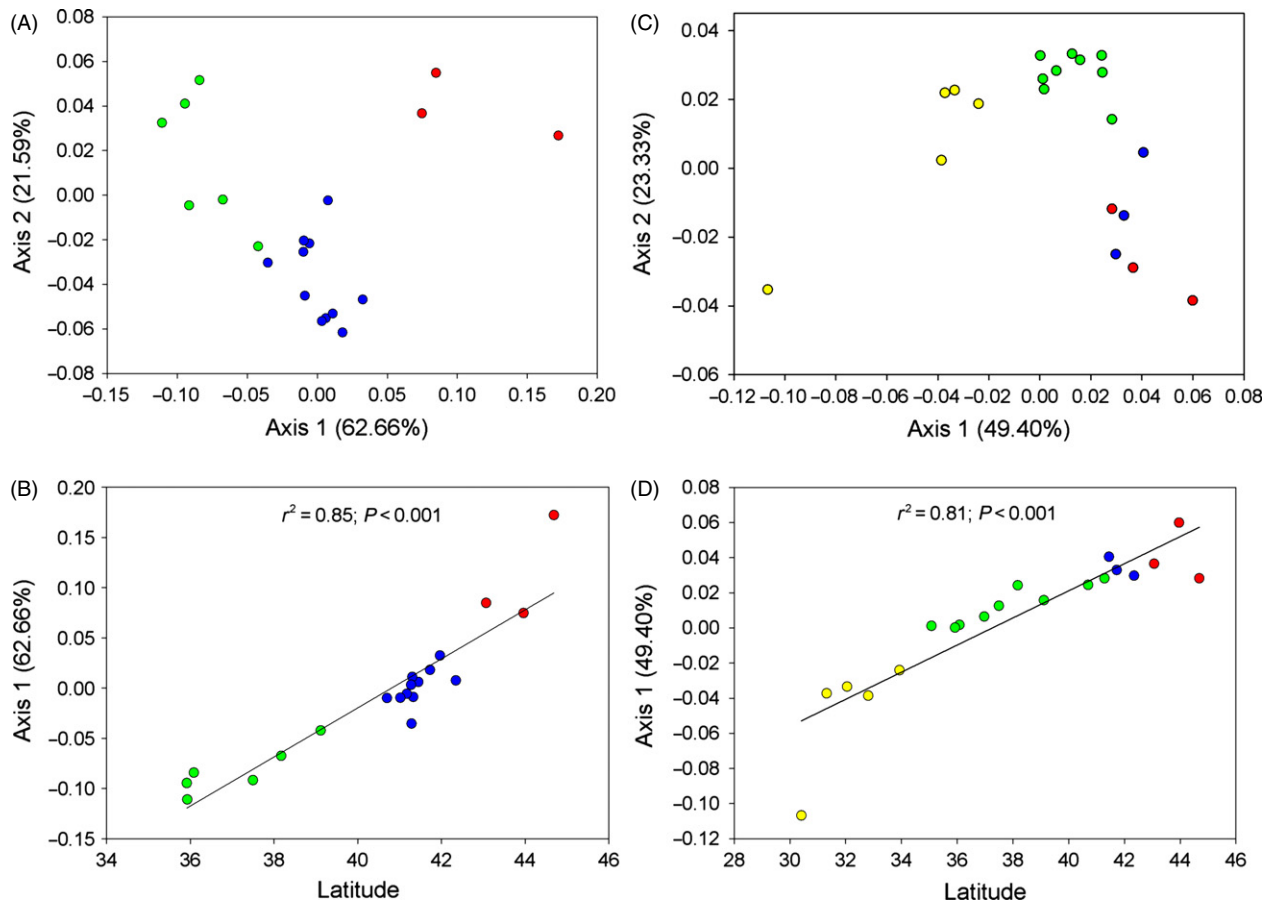 (A)
0.08
0.06
0.04
0.02
0.00
−0.02
−0.04
−0.06
−0.08
Axis 2 (21.59%)
−0.15 −0.10 −0.05 0.00 0.05 0.10 0.15 0.20
Axis 1 (62.66%)
(C)
0.04
0.02
0.00
−0.02
−0.04
−0.06
Axis 2 (23.33%)
−0.12 −0.10 −0.08 −0.06 −0.04 −0.02 0.00 0.02 0.04 0.06 0.08
Axis 1 (49.40%)
(B)
0.20
0.15
0.10
0.05
0.00
−0.05
−0.10
−0.15
Axis 1 (62.66%)
r² = 0.85; P < 0.001
34 36 38 40 42 44 46
Latitude
(D)
0.08
0.06
0.04
0.02
0.00
−0.02
−0.04
−0.06
−0.08
−0.10
−0.12
Axis 1 (49.40%)
r² = 0.81; P < 0.001
28 30 32 34 36 38 40 42 44 46
Latitude